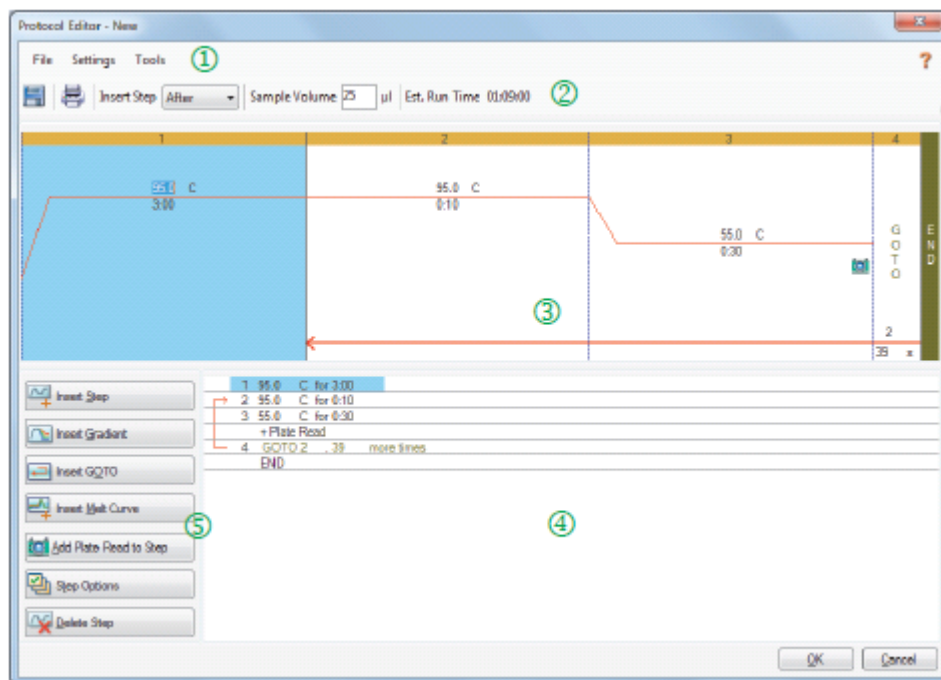 Protocol Editor - New
File Settings Tools ①
?
Insert Step After Sample Volume 25 µl Est. Run Time 01:09:00 ②
1 2 3 4
95.0 C
3:00
95.0 C
0:10
55.0 C
0:30
GOTO
END
③
2
39 x
Insert Step
Insert Gradient
Insert GOTO
Insert Melt Curve
Add Plate Read to Step
Step Options
Delete Step
⑤
1 95.0 C for 3:00
2 95.0 C for 0:10
3 55.0 C for 0:30
+Plate Read
4 GOTO 2 , 39 more times
END
④
OK Cancel